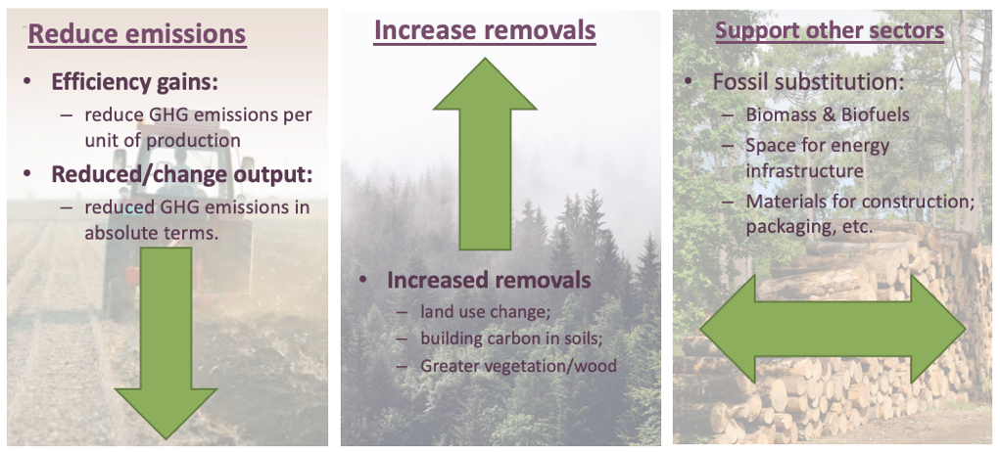 Reduce emissions
• Efficiency gains:
– reduce GHG emissions per
unit of production
• Reduced/change output:
– reduced GHG emissions in
absolute terms.
Increase removals
• Increased removals
– land use change;
– building carbon in soils;
– Greater vegetation/wood
Support other sectors
• Fossil substitution:
– Biomass & Biofuels
– Space for energy
infrastructure
– Materials for construction;
packaging, etc.